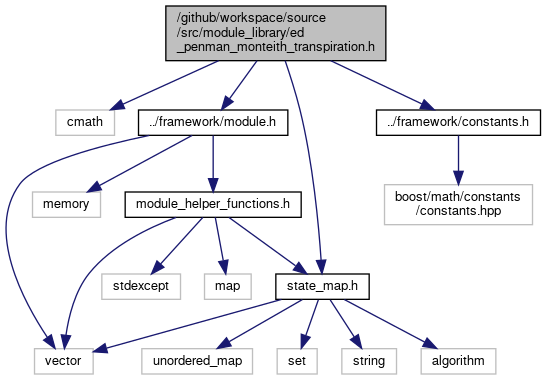 /github/workspace/source
/src/module_library/ed
_penman_monteith_transpiration.h
cmath
../framework/module.h
../framework/constants.h
memory
module_helper_functions.h
boost/math/constants
/constants.hpp
stdexcept
map
state_map.h
vector
unordered_map
set
string
algorithm